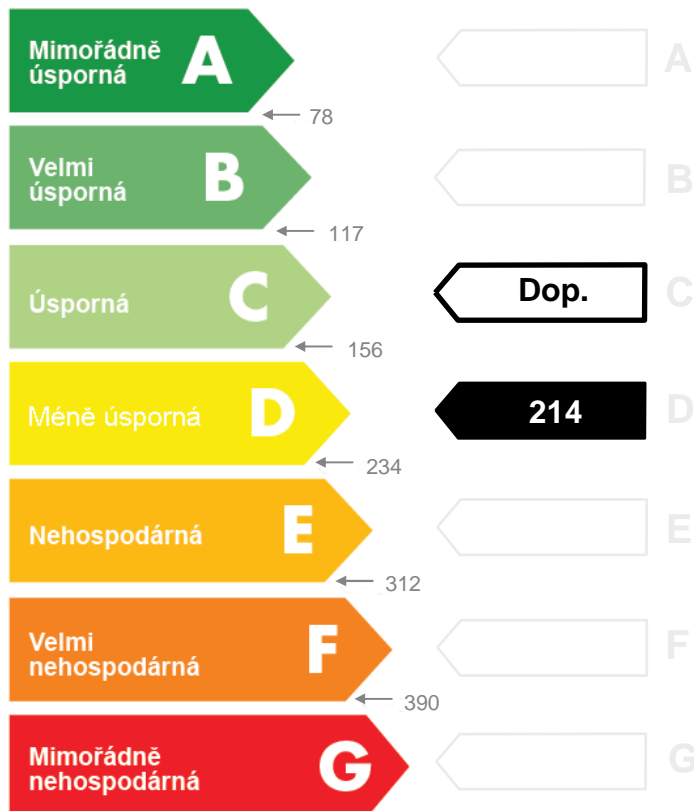 Mimořádně
úsporná
A
A
78
Velmi
úsporná
B
B
117
Úsporná
C
Dop.
C
156
Méně úsporná
D
214
D
234
Nehospodárná
E
E
312
Velmi
nehospodárná
F
F
390
Mimořádně
nehospodárná
G
G